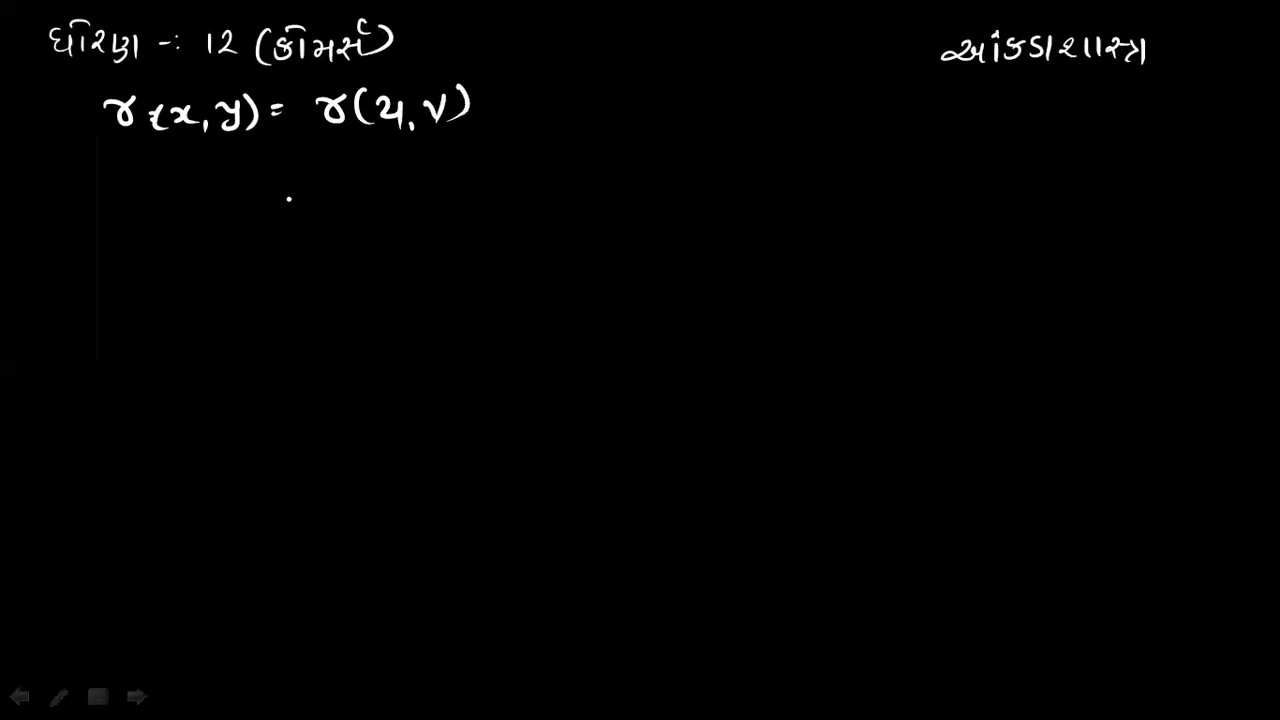 ધોરણ -: 12 (કોમર્સ)
આંકડાશાસ્ત્ર
r(x, y) = r(u, v)